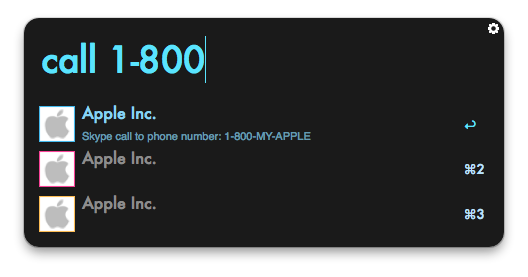 call 1-800
Apple Inc.
Skype call to phone number: 1-800-MY-APPLE
↩
Apple Inc.
⌘2
Apple Inc.
⌘3